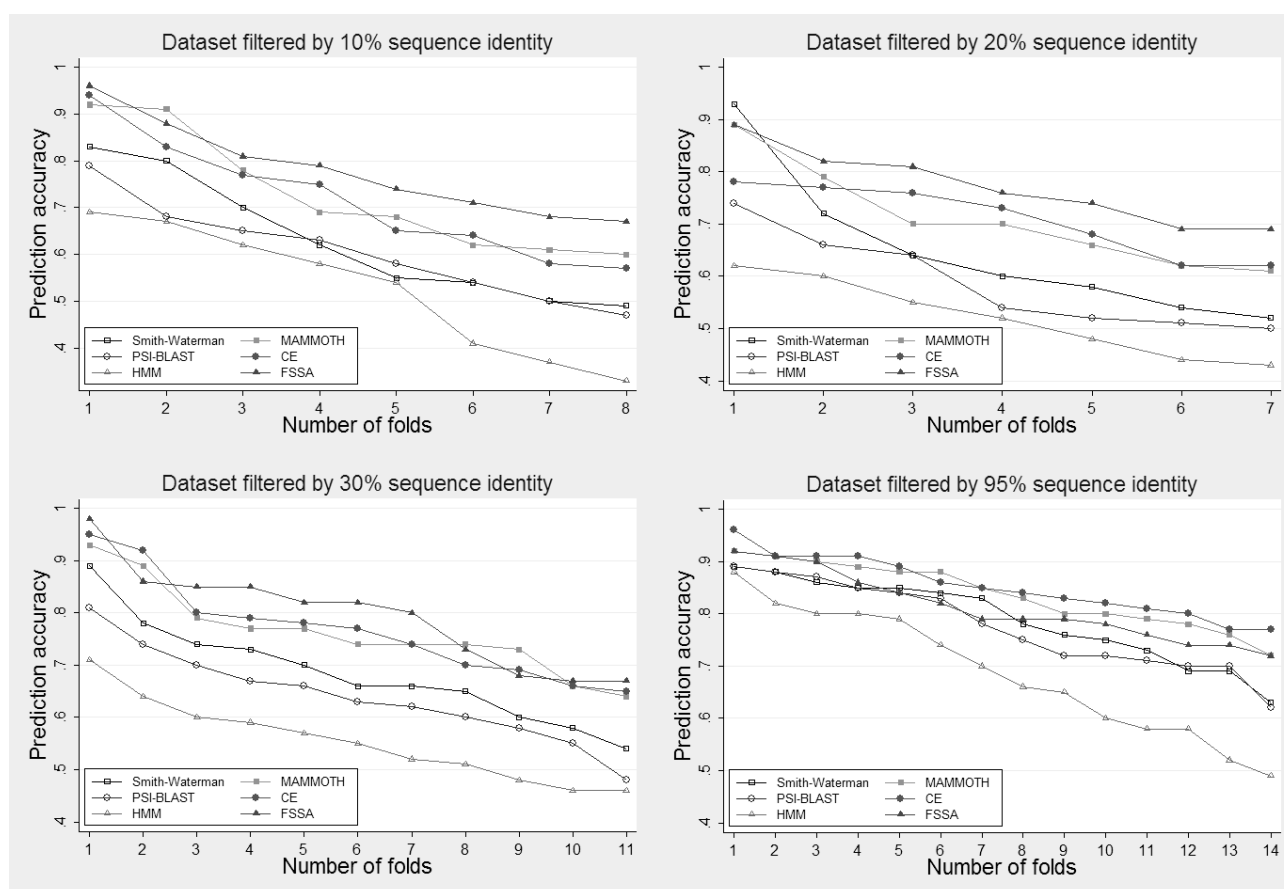 Dataset filtered by 10% sequence identity
Prediction accuracy
1
.9
.8
.7
.6
.5
.4
Smith-Waterman MAMMOTH
PSI-BLAST CE
HMM FSSA
1 2 3 4 5 6 7 8
Number of folds
Dataset filtered by 20% sequence identity
Prediction accuracy
1
.9
.8
.7
.6
.5
.4
Smith-Waterman MAMMOTH
PSI-BLAST CE
HMM FSSA
1 2 3 4 5 6 7
Number of folds
Dataset filtered by 30% sequence identity
Prediction accuracy
1
.9
.8
.7
.6
.5
.4
Smith-Waterman MAMMOTH
PSI-BLAST CE
HMM FSSA
1 2 3 4 5 6 7 8 9 10 11
Number of folds
Dataset filtered by 95% sequence identity
Prediction accuracy
1
.9
.8
.7
.6
.5
.4
Smith-Waterman MAMMOTH
PSI-BLAST CE
HMM FSSA
1 2 3 4 5 6 7 8 9 10 11 12 13 14
Number of folds